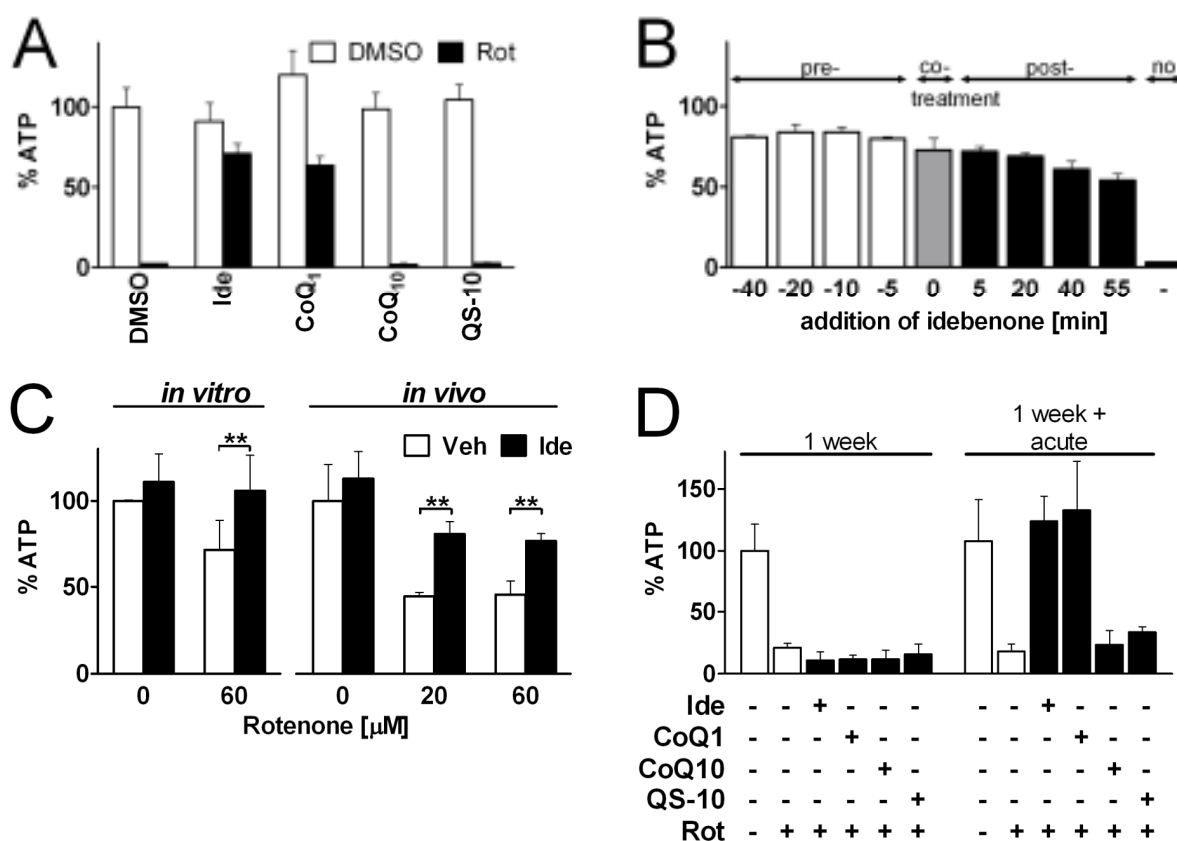 A
DMSO Rot
% ATP
100
50
0
DMSO
Ide
CoQ1
CoQ10
QS-10
B
pre- co- post- no
treatment
% ATP
100
50
0
-40 -20 -10 -5 0 5 20 40 55 -
addition of idebenone [min]
C
in vitro in vivo
Veh Ide
** ** **
% ATP
100
50
0
0 60 0 20 60
Rotenone [µM]
D
1 week
1 week +
acute
% ATP
150
100
50
0
Ide - - + - - - - - + - - -
CoQ1 - - - + - - - - - + - -
CoQ10 - - - - + - - - - - + -
QS-10 - - - - - + - - - - - +
Rot - + + + + + - + + + + +